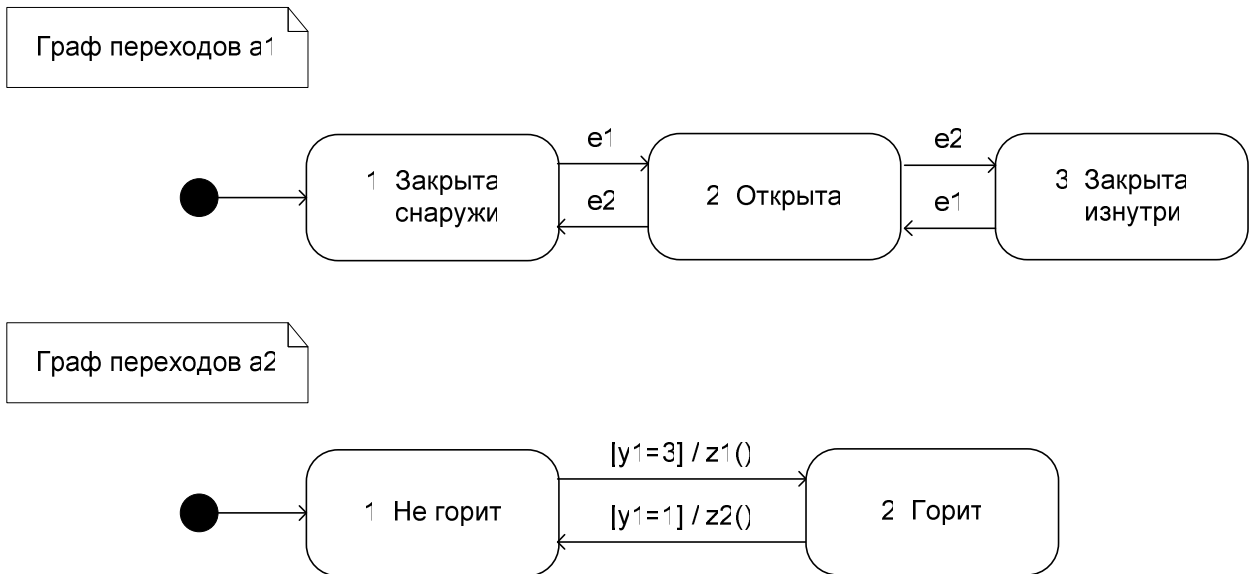 Граф переходов a1
e1
e2
1 Закрыта
снаружи
2 Открыта
3 Закрыта
изнутри
e2
e1
Граф переходов a2
[y1=3] / z1()
1 Не горит
2 Горит
[y1=1] / z2()